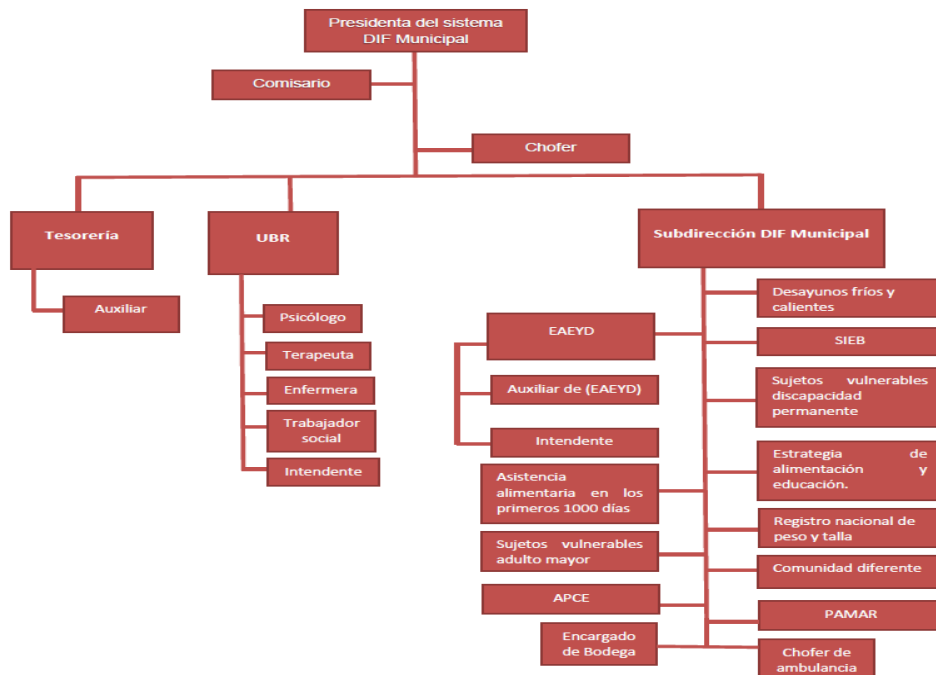 Presidenta del sistema
DIF Municipal
Comisario
Chofer
Tesorería
Auxiliar
UBR
Psicólogo
Terapeuta
Enfermera
Trabajador
social
Intendente
Subdirección DIF Municipal
EAEYD
Auxiliar de (EAEYD)
Intendente
Asistencia
alimentaria en los
primeros 1000 días
Sujetos vulnerables
adulto mayor
APCE
Encargado
de Bodega
Desayunos fríos y
calientes
SIEB
Sujetos vulnerables
discapacidad
permanente
Estrategia de
alimentación y
educación.
Registro nacional de
peso y talla
Comunidad diferente
PAMAR
Chofer de
ambulancia